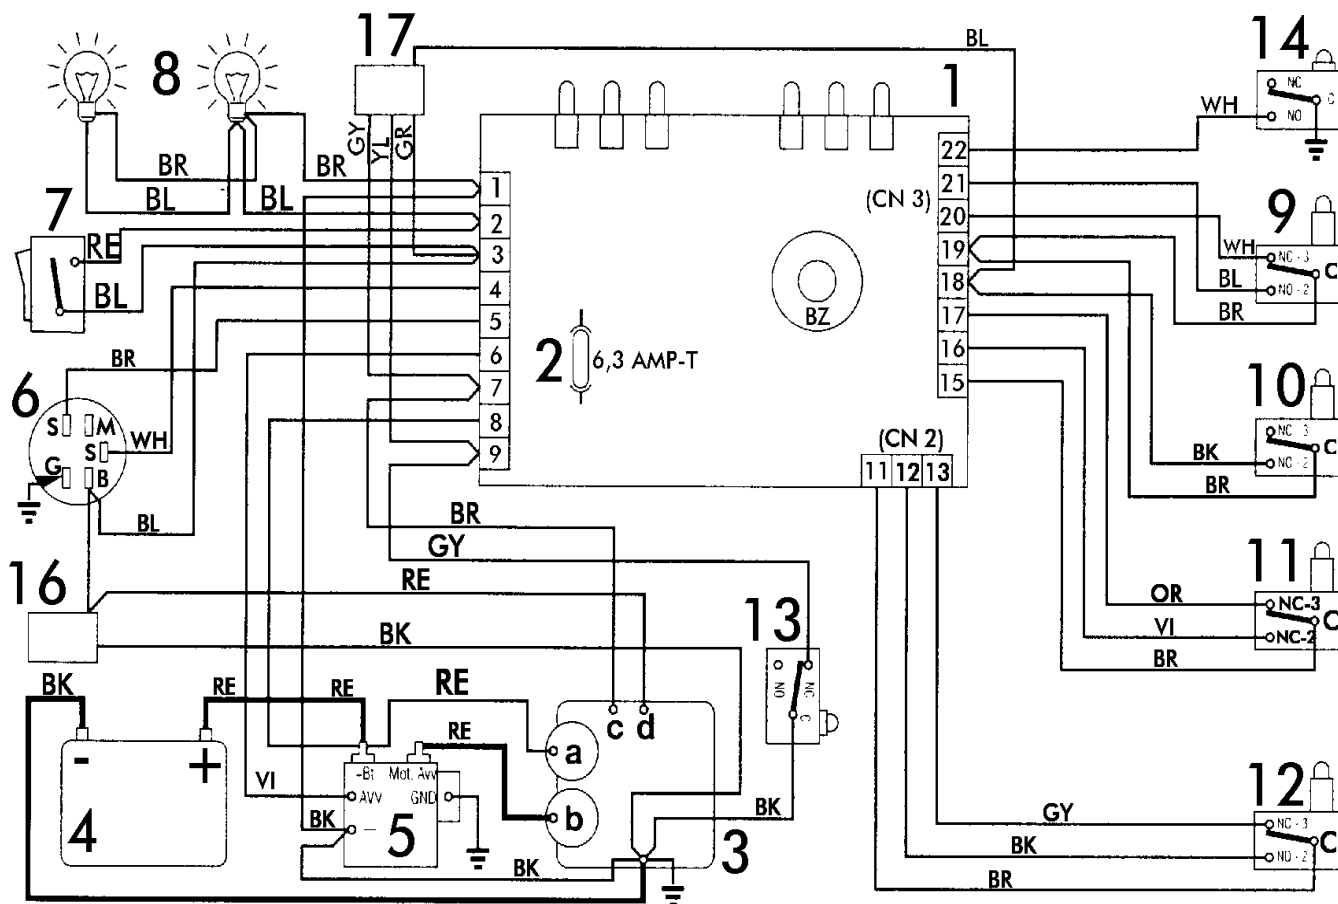 17
BL
14
8
1
NC
C
NO
WH
GY
YL
GR
BR
BR
22
BL
BL
1
21
(CN 3)
7
2
20
9
RE
3
19
WH
NC - 3
C
BL
4
18
BL
NO - 2
BZ
BR
5
17
2
6,3 AMP-T
6
16
BR
10
6
7
15
S
M
8
NC - 3
C
WH
S
(CN 2)
BK
NO - 2
G
B
9
11
12
13
BR
BL
BR
GY
11
16
RE
OR
NC-3
C
13
VI
NC-2
BK
BR
NO
NC
C
BK
RE
RE
RE
c
d
RE
a
-
+
-Bt
Mot. Avv
12
VI
AVV
GND
BK
GY
NC - 3
4
BK
-
5
b
3
C
BK
NO - 2
BK
BR